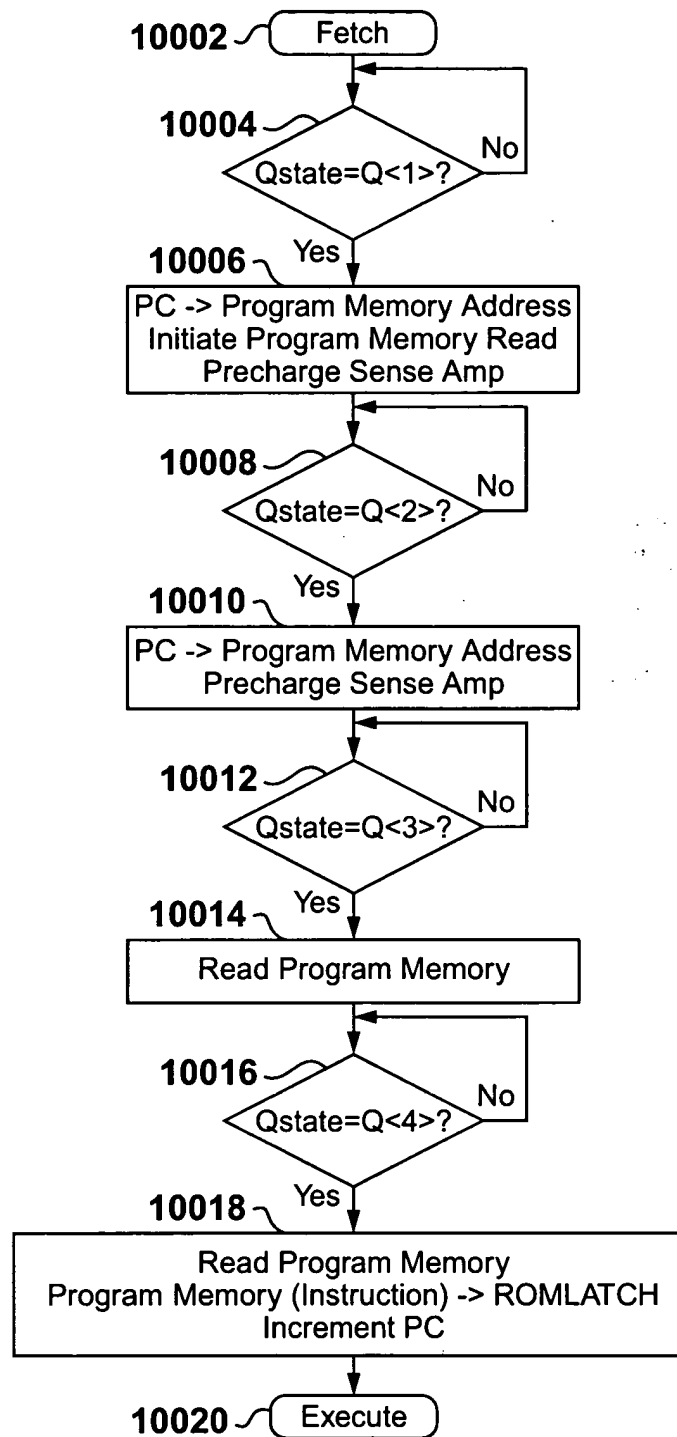 10002
Fetch
10004
Qstate=Q<1>?
No
Yes
10006
PC -> Program Memory Address
Initiate Program Memory Read
Precharge Sense Amp
10008
Qstate=Q<2>?
No
Yes
10010
PC -> Program Memory Address
Precharge Sense Amp
10012
Qstate=Q<3>?
No
Yes
10014
Read Program Memory
10016
Qstate=Q<4>?
No
Yes
10018
Read Program Memory
Program Memory (Instruction) -> ROMLATCH
Increment PC
10020
Execute